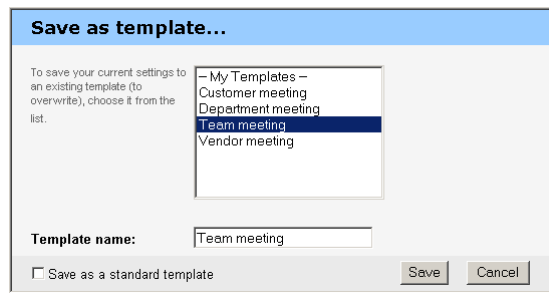 Save as template...
To save your current settings to
an existing template (to
overwrite), choose it from the
list.
– My Templates –
Customer meeting
Department meeting
Team meeting
Vendor meeting
Template name:
Team meeting
Save as a standard template
Save
Cancel